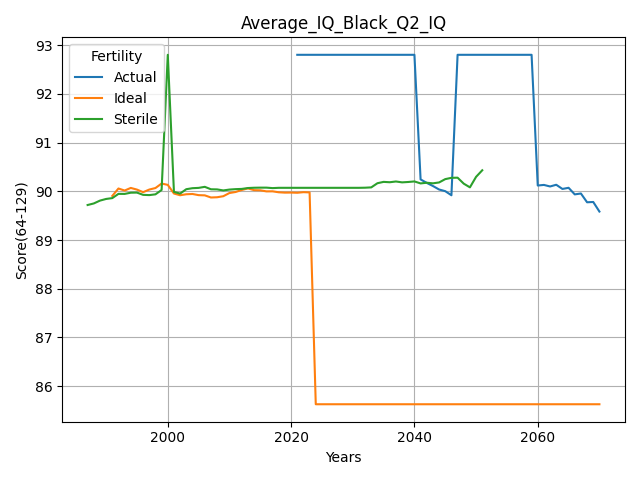 Average_IQ_Black_Q2_IQ
Fertility
Actual
Ideal
Sterile
Score(64-129)
93
92
91
90
89
88
87
86
2000
2020
2040
2060
Years